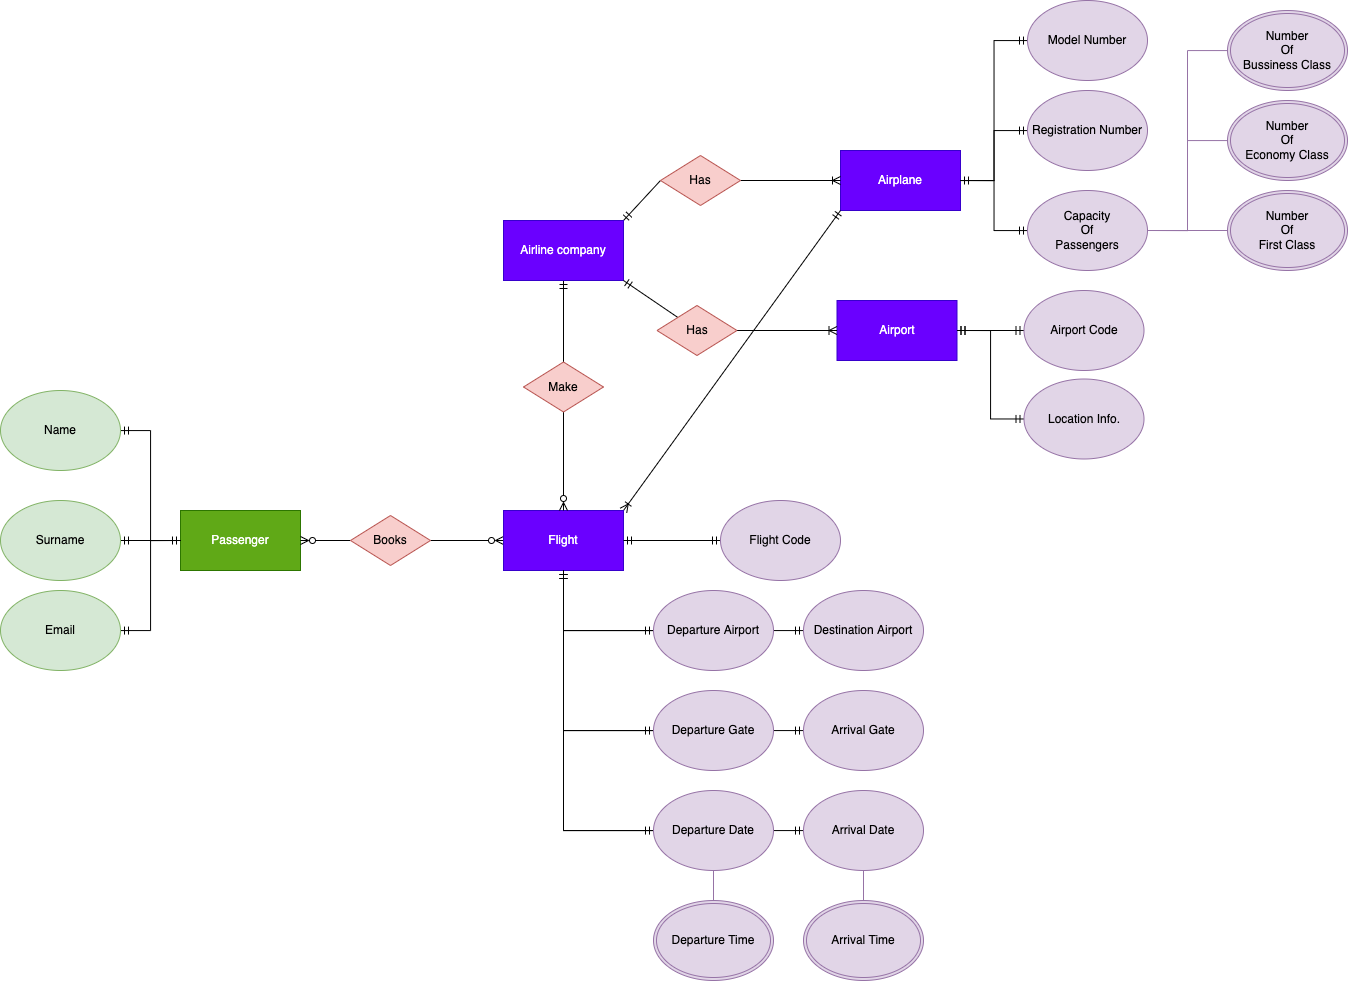 Model Number
Number
Of
Bussiness Class
Registration Number
Number
Of
Economy Class
Has
Airplane
Capacity
Of
Passengers
Number
Of
First Class
Airline company
Has
Airport
Airport Code
Make
Location Info.
Name
Surname
Passenger
Books
Flight
Flight Code
Email
Departure Airport
Destination Airport
Departure Gate
Arrival Gate
Departure Date
Arrival Date
Departure Time
Arrival Time